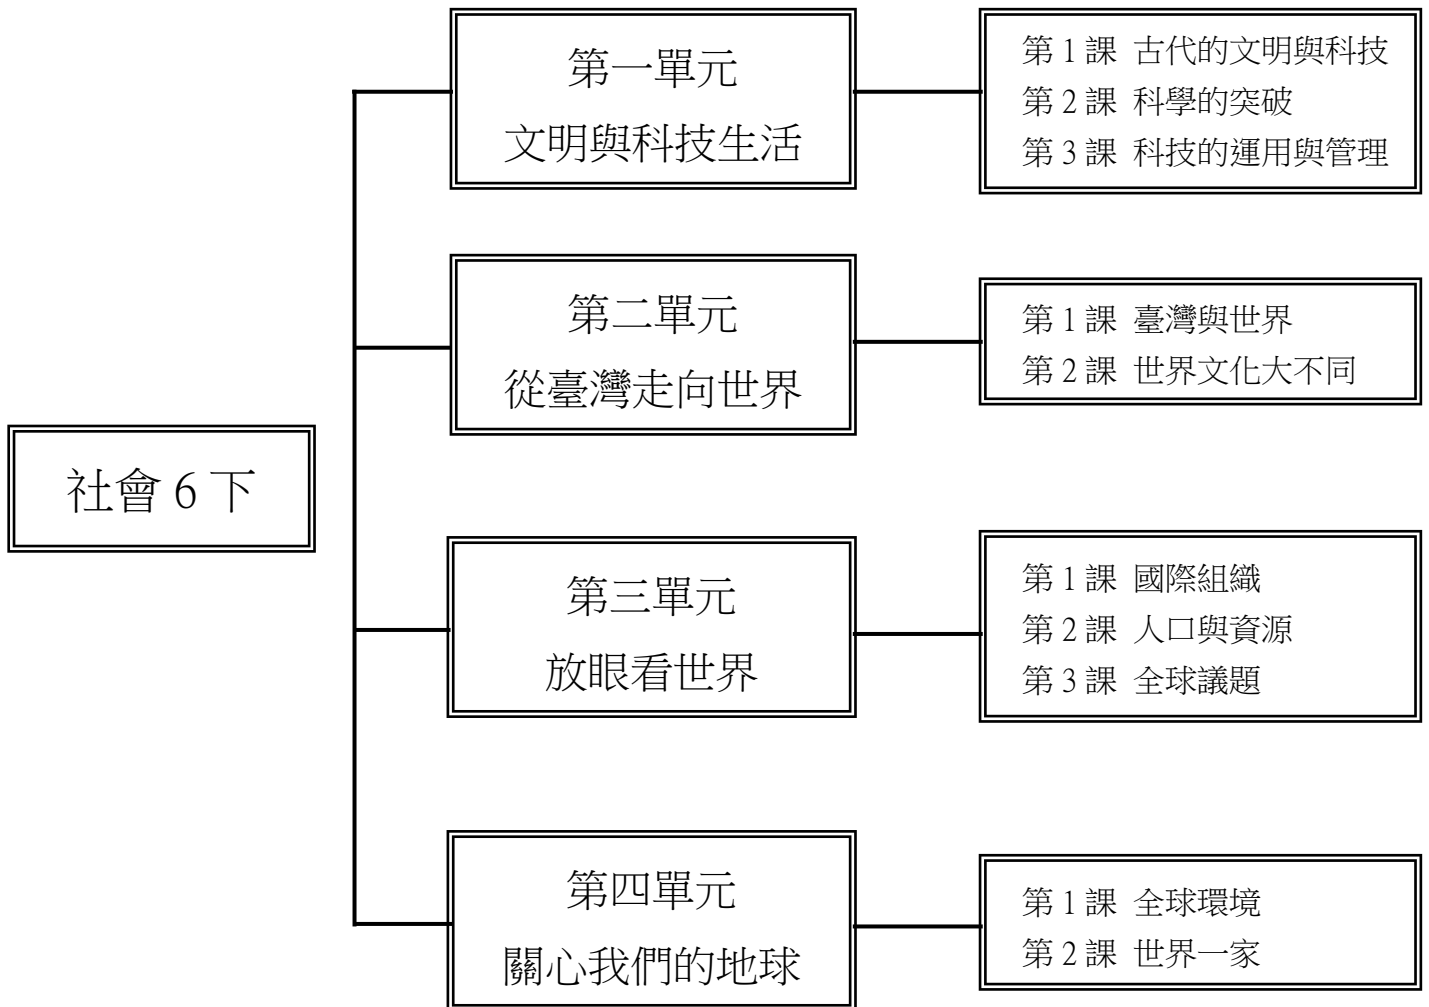 社會 6 下
第一單元
文明與科技生活
第 1 課 古代的文明與科技
第 2 課 科學的突破
第 3 課 科技的運用與管理
第二單元
從臺灣走向世界
第 1 課 臺灣與世界
第 2 課 世界文化大不同
第三單元
放眼看世界
第 1 課 國際組織
第 2 課 人口與資源
第 3 課 全球議題
第四單元
關心我們的地球
第 1 課 全球環境
第 2 課 世界一家